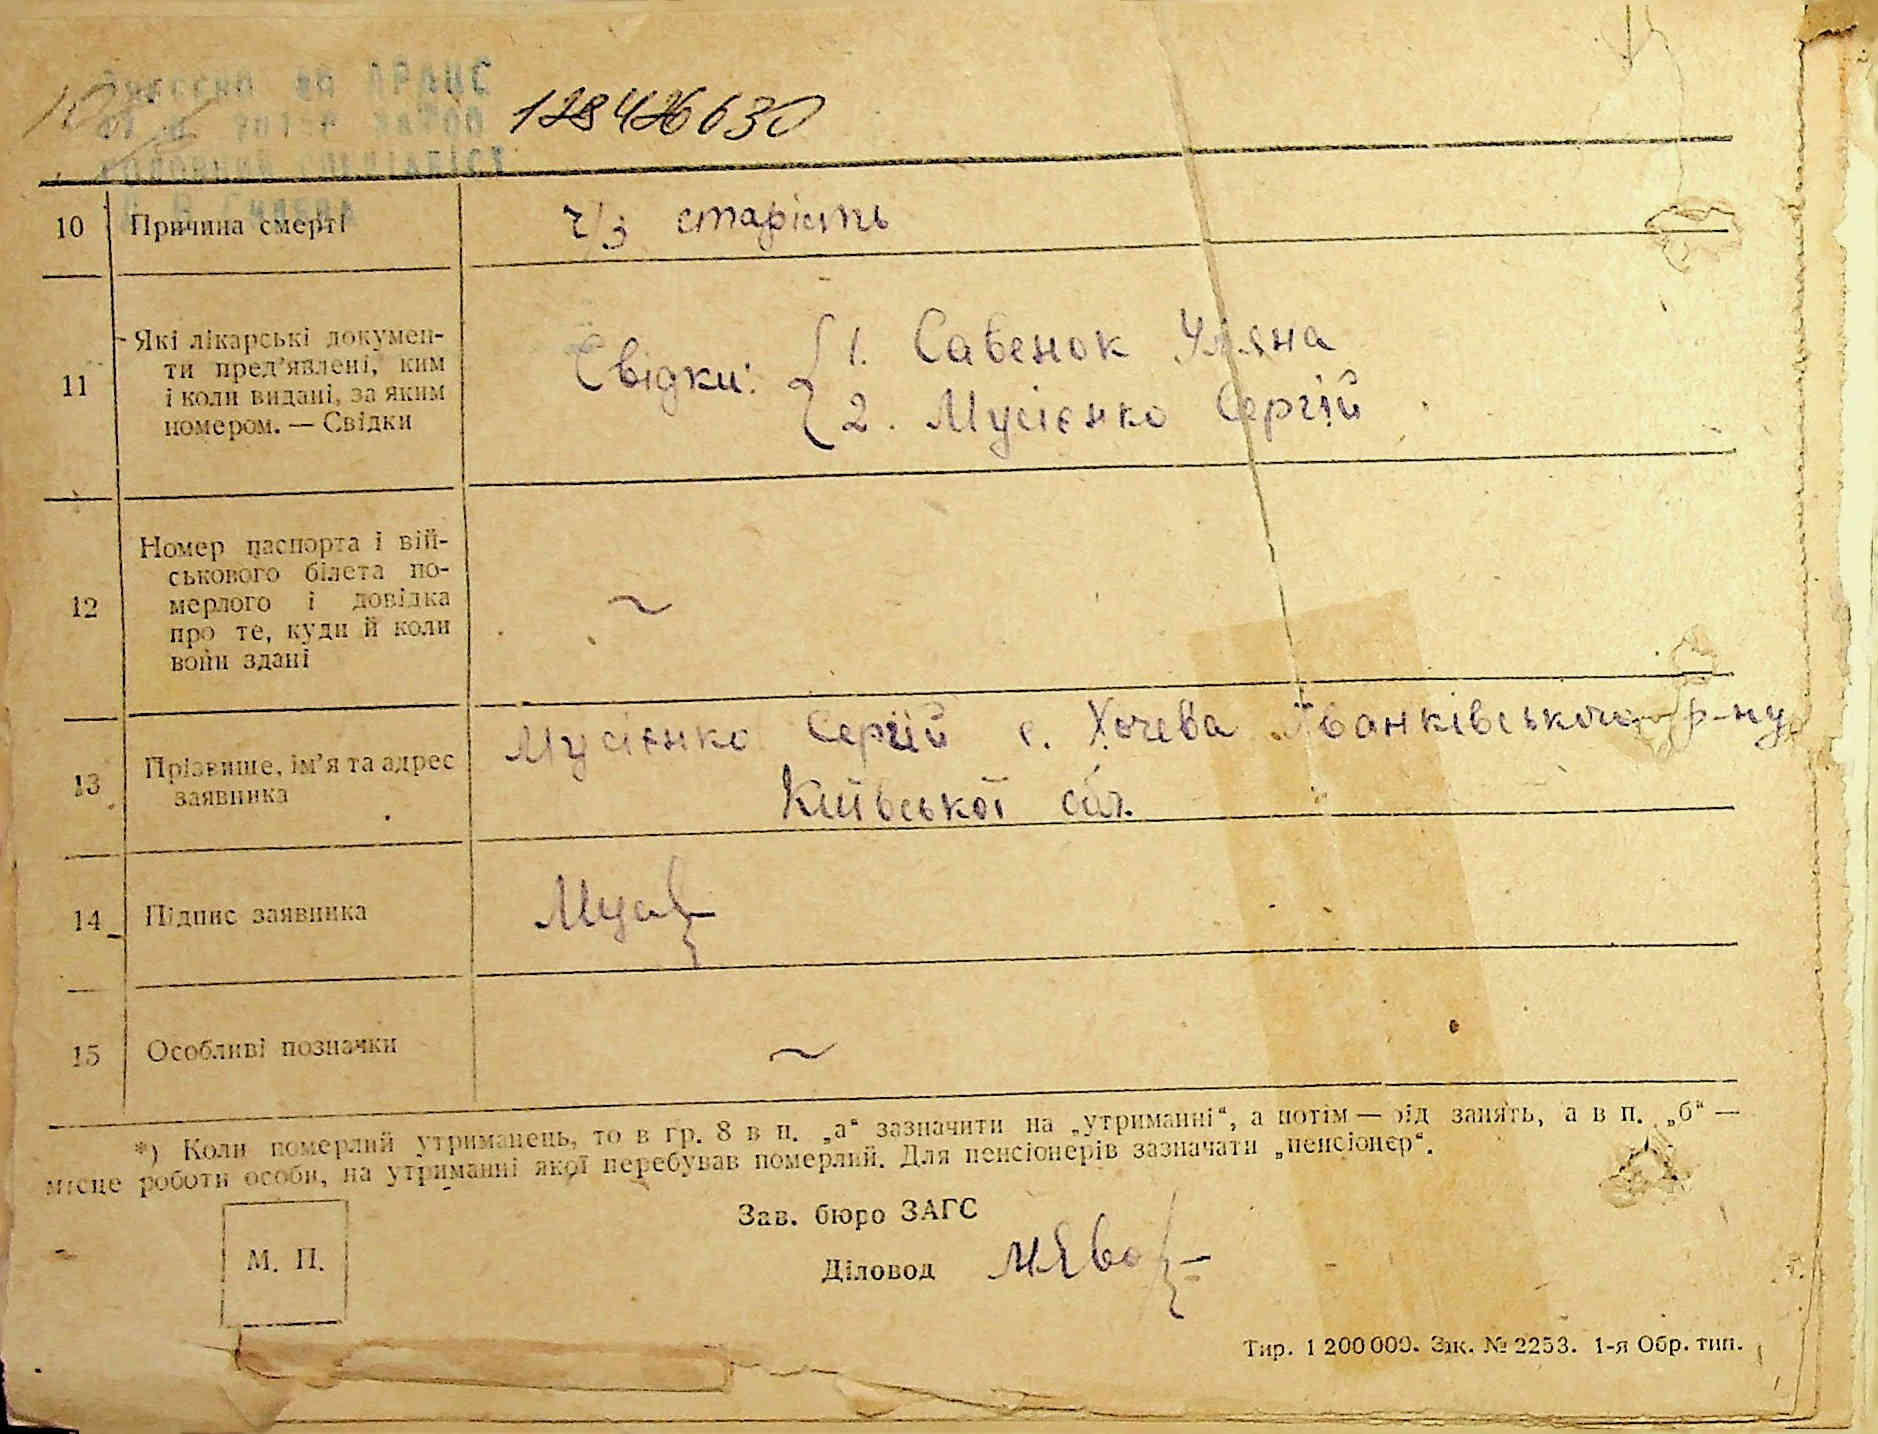 128426630
10 Причина смерті ч/з старість
11 Які лікарські докумен-
ти пред’явлені, ким
і коли видані, за яким
номером. — Свідки
Свідки: 1. Савенок Уляна
2. Мусієнко Сергій
12 Номер паспорта і вій-
ськового білета по-
мерлого і довідка
про те, куди й коли
вони здані
~
13 Прізвище, ім’я та адрес
заявника
Мусієнко Сергій с. Хочева Іванківського р-ну
Київської обл.
14 Підпис заявника
15 Особливі позначки ~
*) Коли померлий утриманець, то в гр. 8 в п. „а“ зазначити на „утриманні“, а потім — рід занять, а в п. „б“ —
місце роботи особи, на утриманні якої перебував померлий. Для пенсіонерів зазначати „пенсіонер“.
Зав. бюро ЗАГС
М. П.
Діловод
Тир. 1 200 000. Зак. № 2253. 1-я Обр. тип.